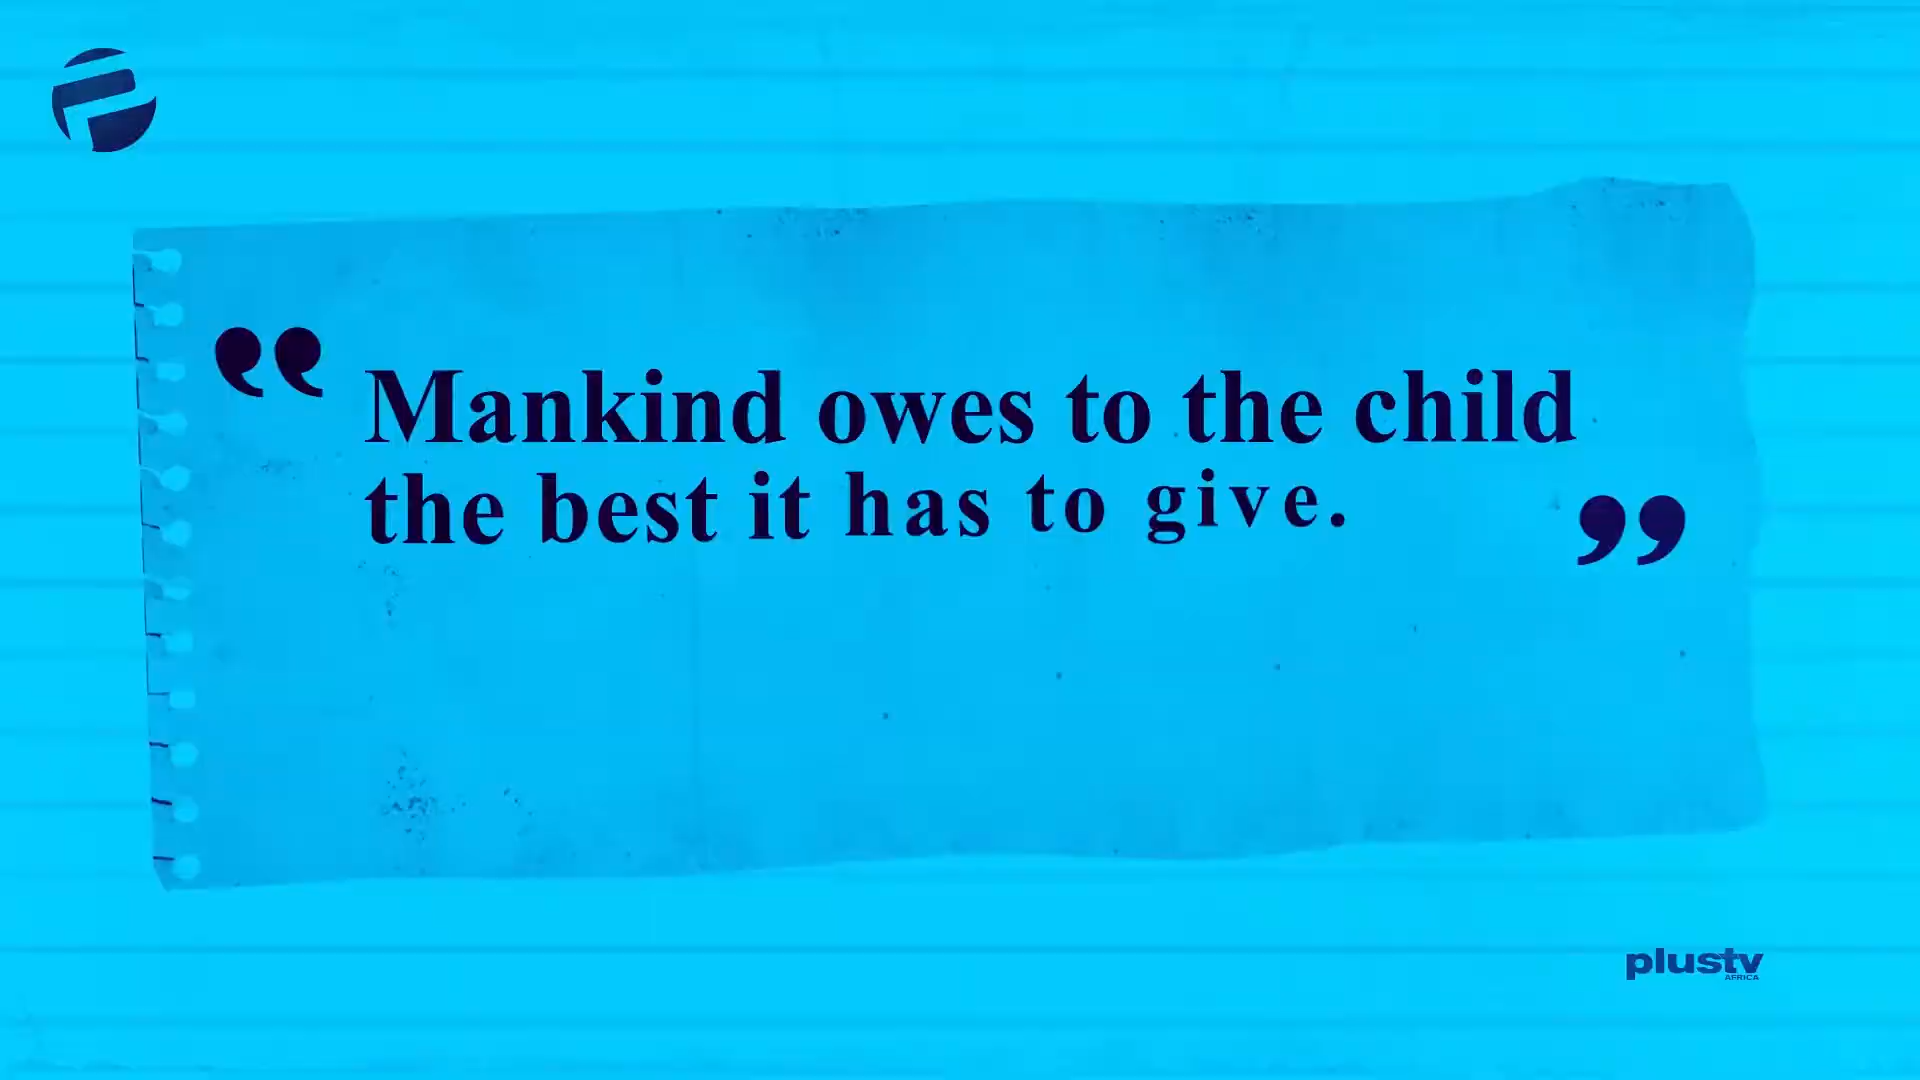 “Mankind owes to the child
the best it has to give.”
plustv
AFRICA